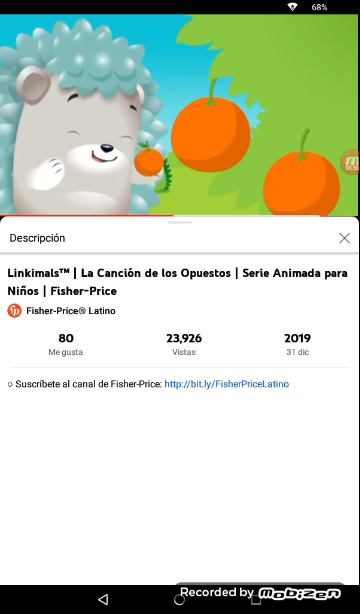 68%
Descripción
Linkimals™ | La Canción de los Opuestos | Serie Animada para
Niños | Fisher-Price
fp Fisher-Price® Latino
80 23,926 2019
Me gusta Vistas 31 dic
○ Suscríbete al canal de Fisher-Price: http://bit.ly/FisherPriceLatino
Recorded by mobizen